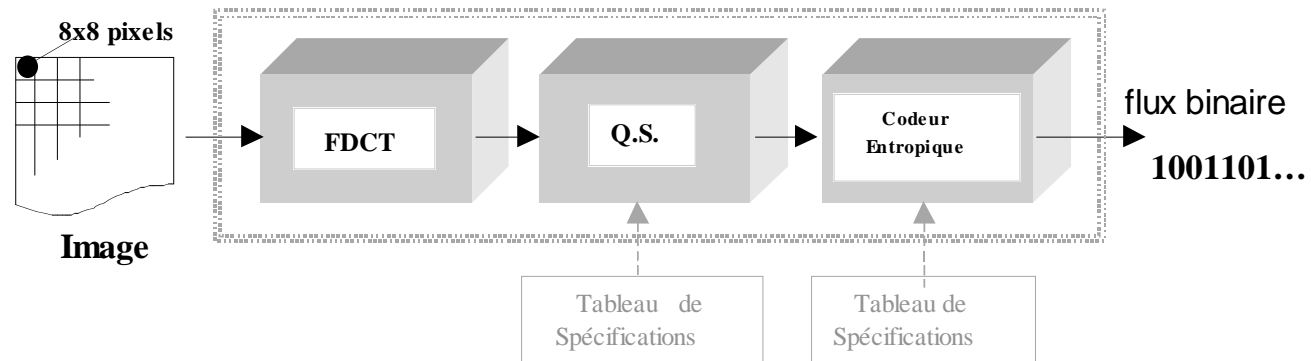 8x8 pixels
Image
FDCT
Q.S.
Codeur
Entropique
flux binaire
1001101…
Tableau de
Spécifications
Tableau de
Spécifications